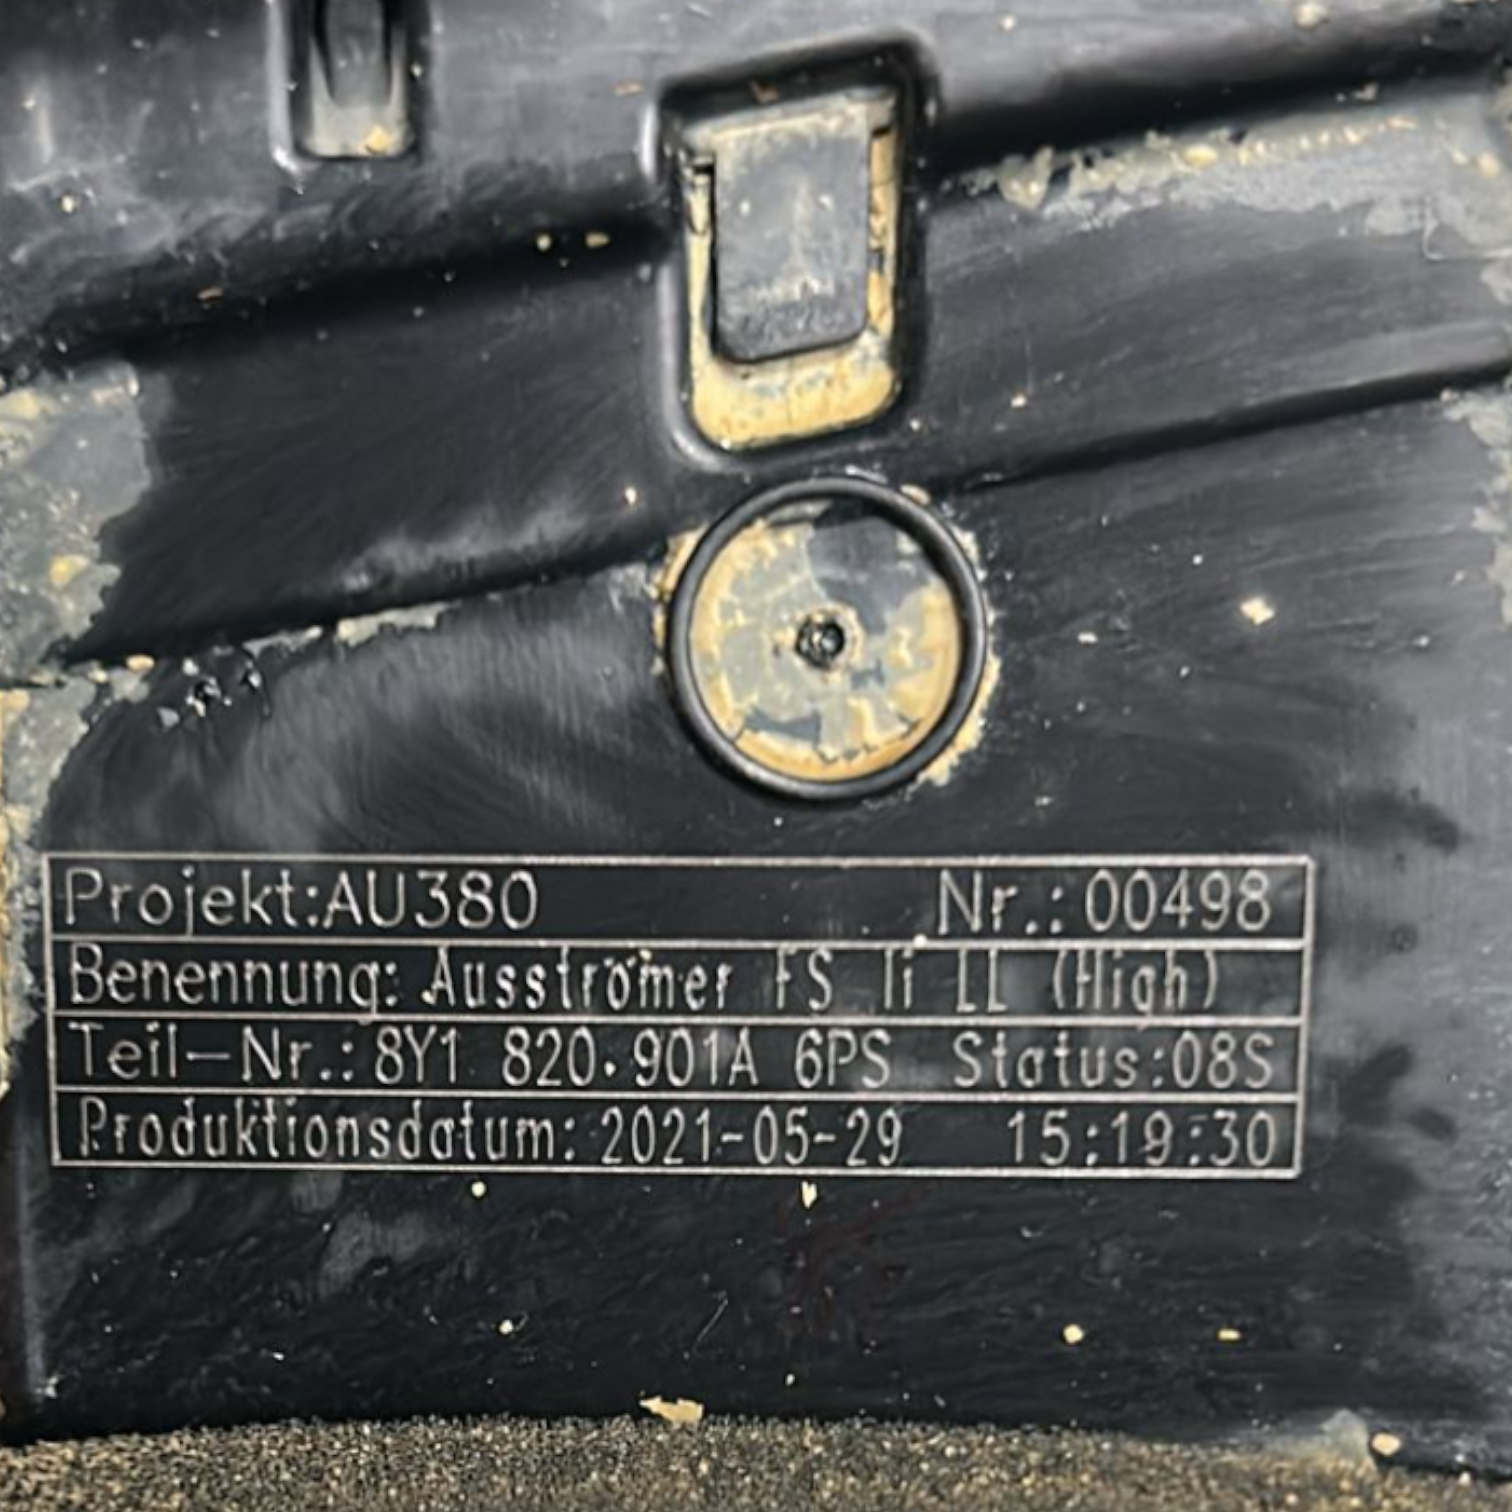 Projekt:AU380 Nr.: 00498
Benennung: Ausströmer FS Ti LL (High)
Teil-Nr.: 8Y1 820.901A 6PS Status:08S
Produktionsdatum: 2021-05-29 15:19:30